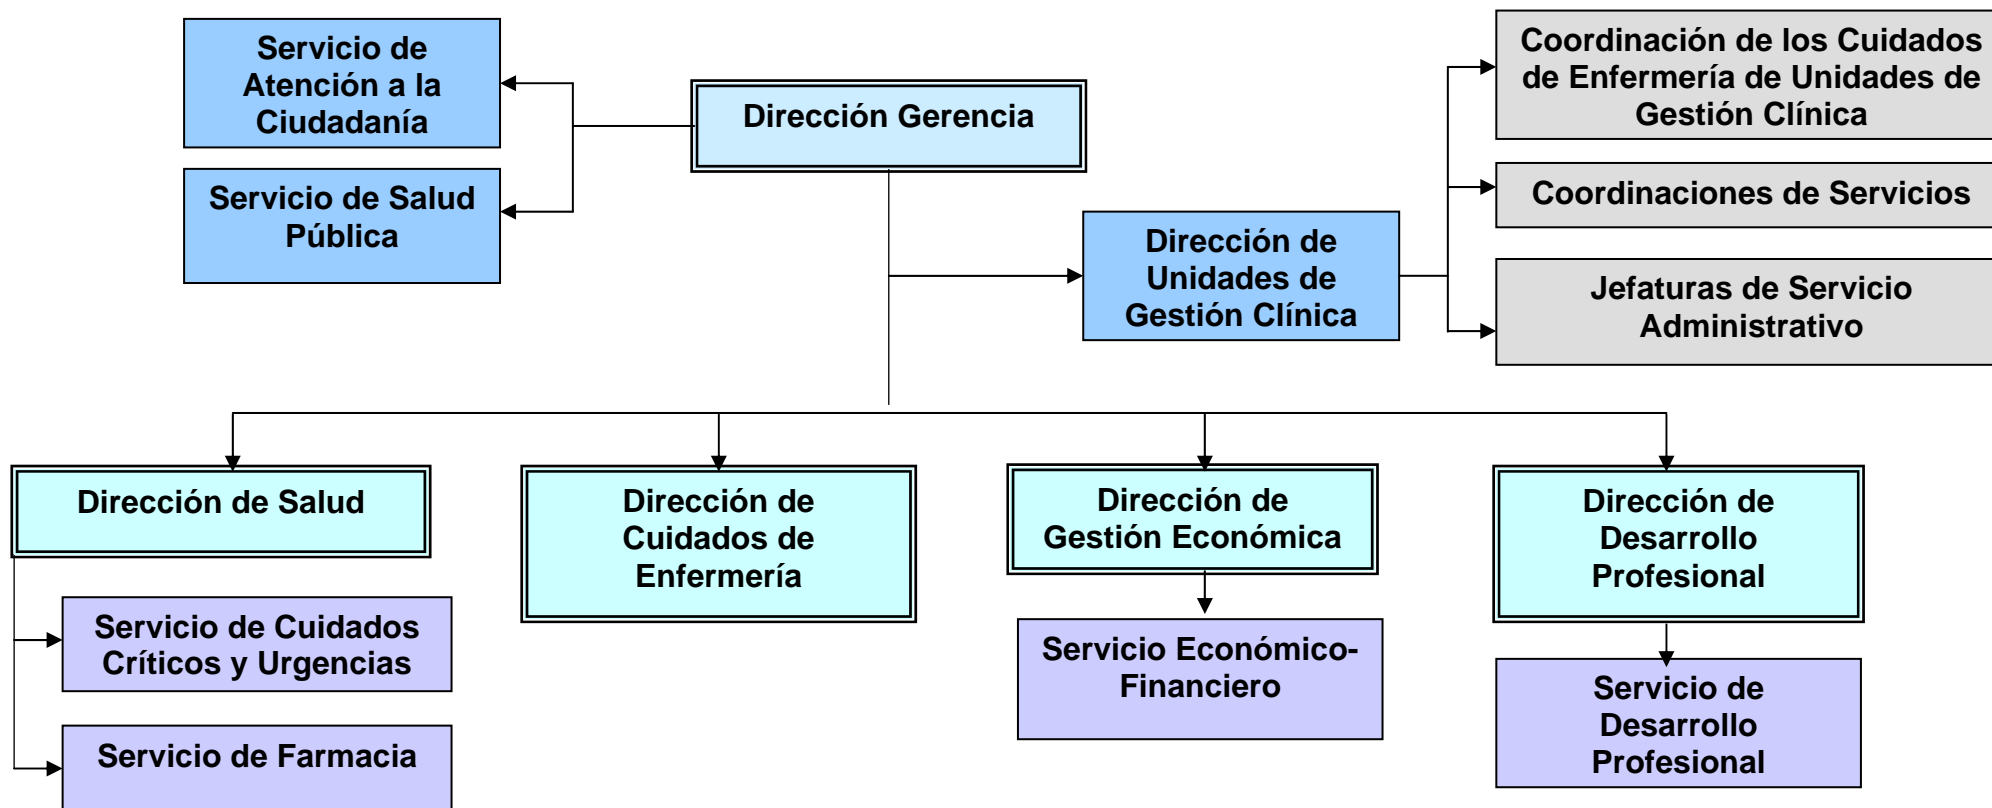 Servicio de
Atención a la
Ciudadanía
Dirección Gerencia
Coordinación de los Cuidados
de Enfermería de Unidades de
Gestión Clínica
Servicio de Salud
Pública
Coordinaciones de Servicios
Dirección de
Unidades de
Gestión Clínica
Jefaturas de Servicio
Administrativo
Dirección de Salud
Dirección de
Cuidados de
Enfermería
Dirección de
Gestión Económica
Dirección de
Desarrollo
Profesional
Servicio de Cuidados
Críticos y Urgencias
Servicio Económico-
Financiero
Servicio de
Desarrollo
Profesional
Servicio de Farmacia